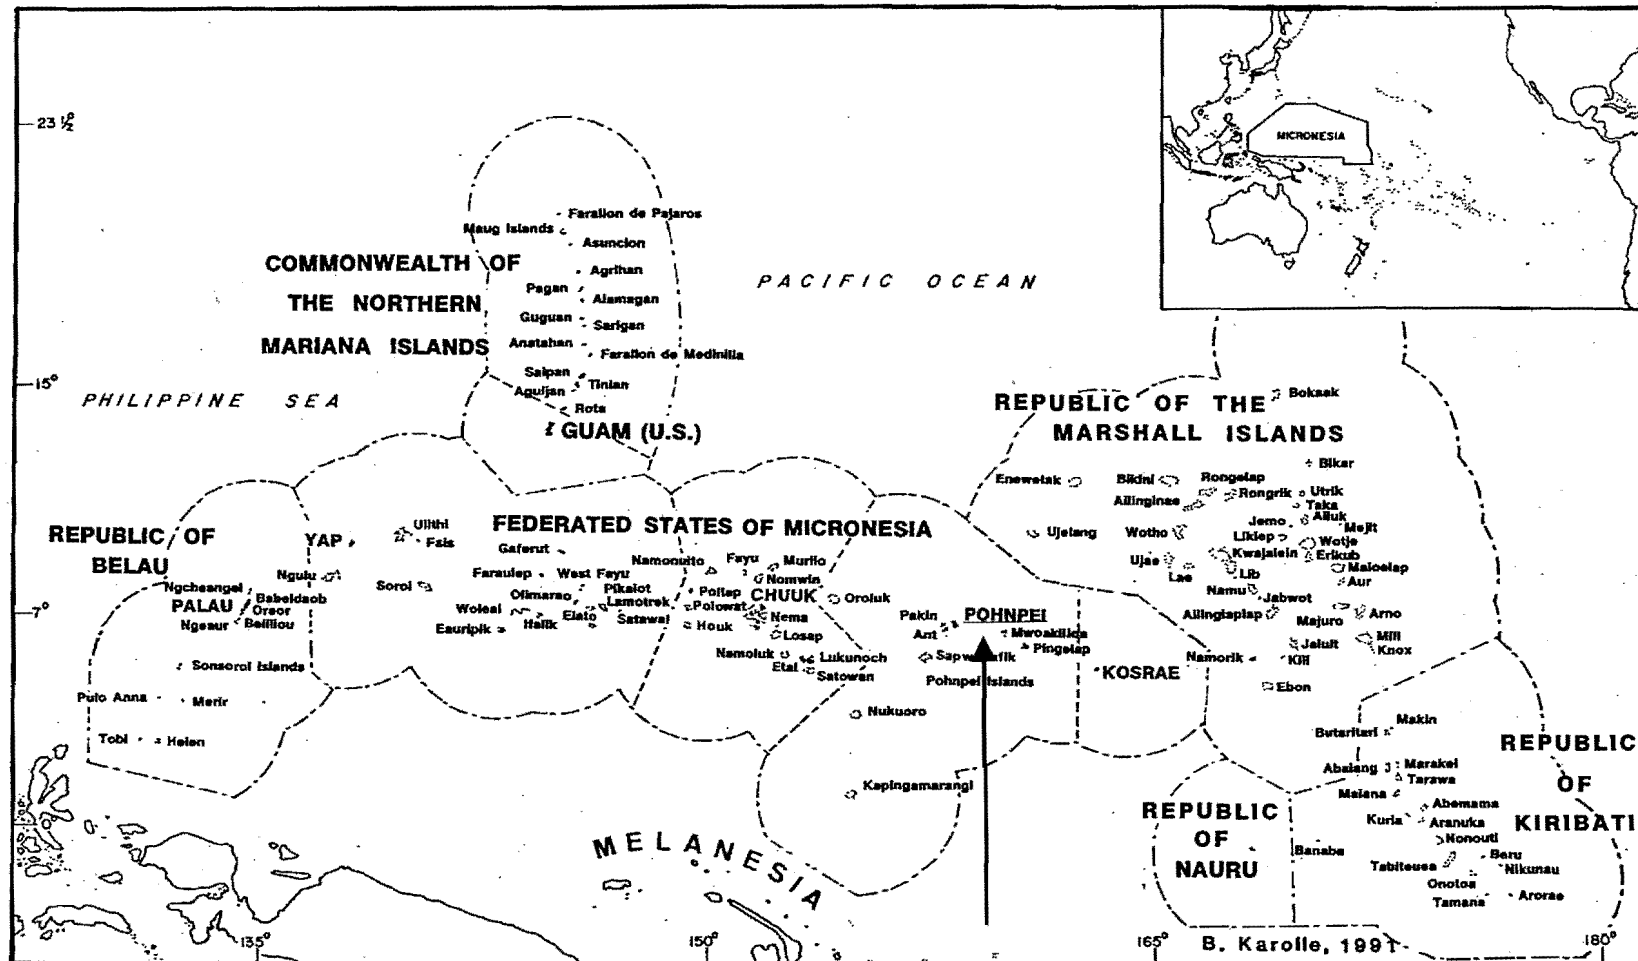 23 ½°
MICRONESIA
Farallon de Pajaros
Maug Islands
Asuncion
COMMONWEALTH OF
THE NORTHERN
MARIANA ISLANDS
Agrihan
Pagan
Alamagan
Guguan
Sarigan
Anatahan
Farallon de Medinilla
Saipan
Tinian
Aguijan
Rota
GUAM (U.S.)
PACIFIC OCEAN
15°
PHILIPPINE SEA
REPUBLIC OF THE
MARSHALL ISLANDS
Bokaak
Bikar
Enewetak
Bikini
Rongelap
Ailinginae
Rongrik
Utrik
Taka
Ailuk
Jemo
Mejit
Ujelang
Wotho
Likiep
Wotje
Kwajalein
Erikub
Ujae
Maloelap
Lae
Lib
Aur
Namu
Jabwot
Ailinglaplap
Majuro
Arno
Mili
Jaluit
Knox
Namorik
Kili
Ebon
REPUBLIC OF
BELAU
Ngcheangel
PALAU
Babeldaob
Oreor
Ngeaur
Beliliou
Sonsorol Islands
Pulo Anna
Merir
Tobi
Helen
FEDERATED STATES OF MICRONESIA
YAP
Ulithi
Fais
Ngulu
Sorol
Gaferut
Faraulep
West Fayu
Pikelot
Olimarao
Lamotrek
Woleai
Elato
Satawal
Ifalik
Eauripik
Namonuito
Fayu
Murilo
Nomwin
Pollap
CHUUK
Polowat
Nema
Houk
Losap
Namoluk
Lukunoch
Etal
Satowan
Oroluk
Pakin
POHNPEI
Ant
Mwoakilloa
Pingelap
Pohnpei Islands
Nukuoro
Kapingamarangi
KOSRAE
7°
MELANESIA
REPUBLIC
OF
NAURU
Banaba
Makin
Butaritari
REPUBLIC
OF
KIRIBATI
Abaiang
Marakei
Tarawa
Maiana
Abemama
Kuria
Aranuka
Nonouti
Beru
Tabiteuea
Nikunau
Onotoa
Tamana
Arorae
135°
150°
165°
180°
B. Karolle, 1991